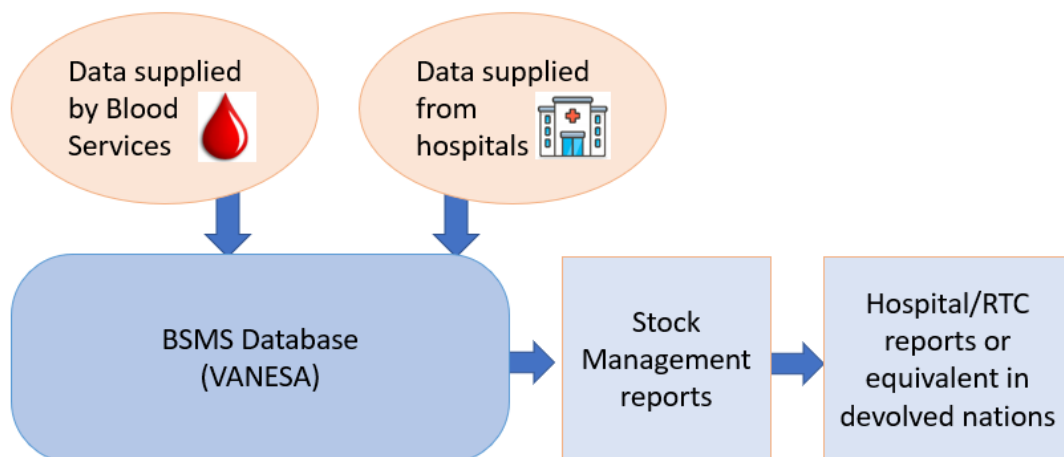 Data supplied
by Blood
Services
Data supplied
from
hospitals
BSMS Database
(VANESA)
Stock
Management
reports
Hospital/RTC
reports or
equivalent in
devolved nations